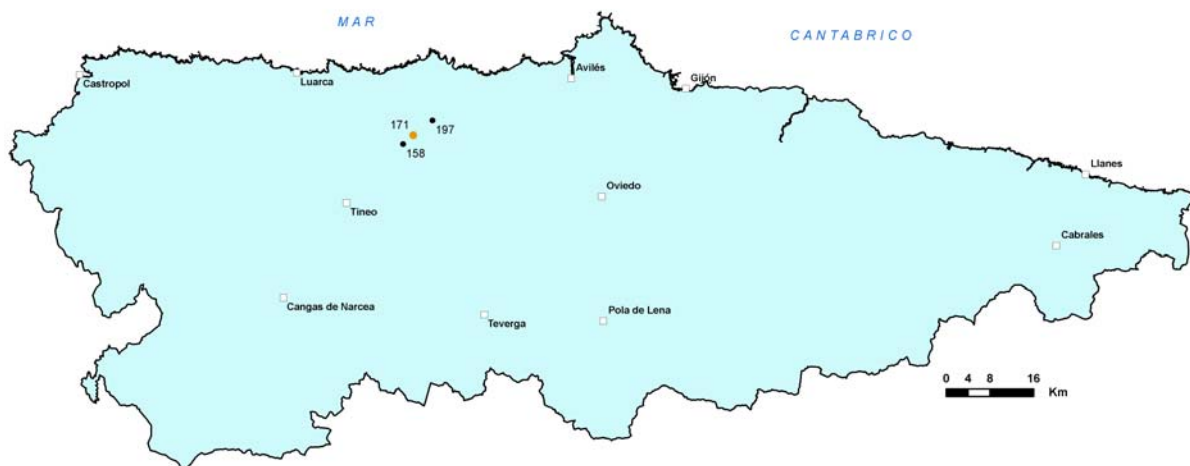 MAR
CANTABRICO
Castropol
Luarca
Avilés
Gijón
171
197
158
Llanes
Oviedo
Tineo
Cabrales
Cangas de Narcea
Teverga
Pola de Lena
0 4 8 16
Km